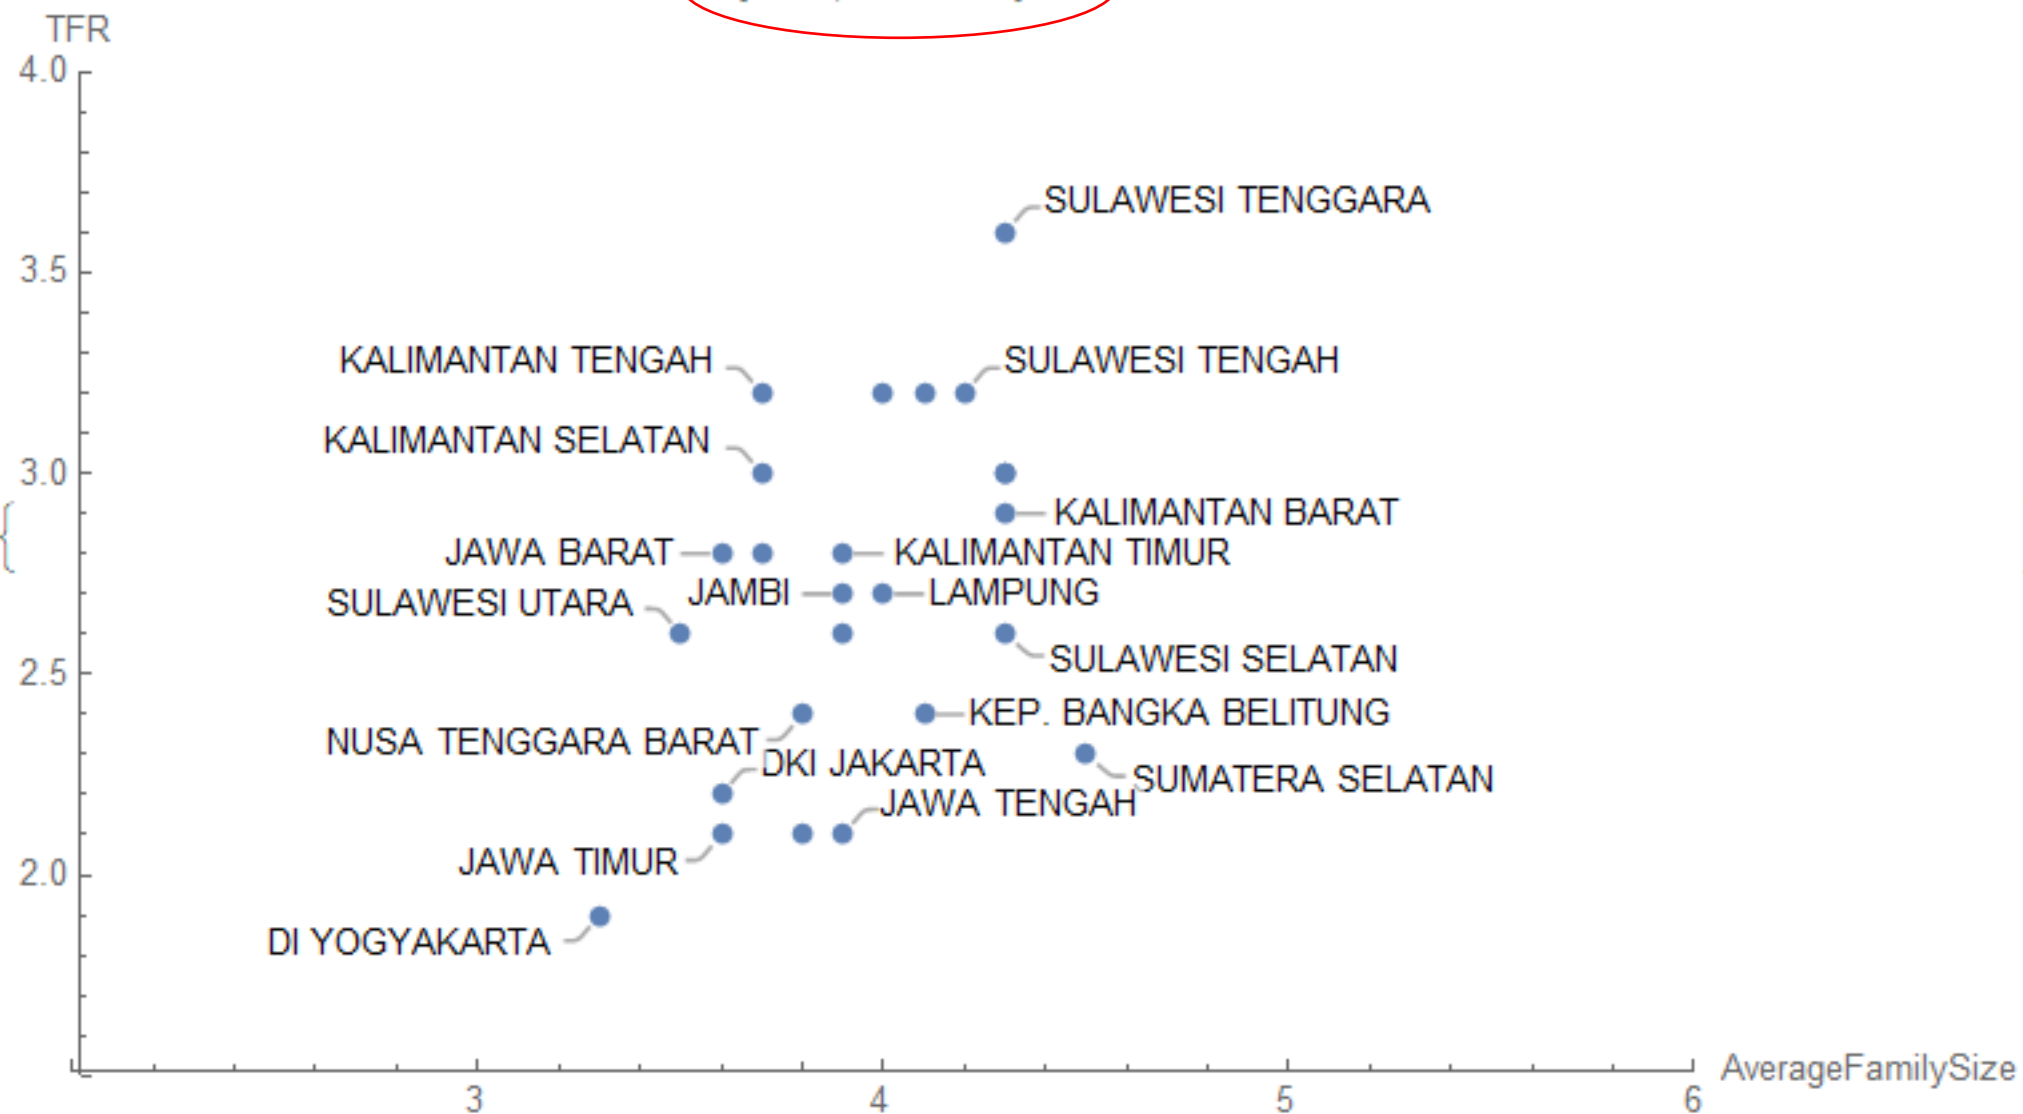 TFR
4.0
SULAWESI TENGGARA
3.5
KALIMANTAN TENGAH
SULAWESI TENGAH
KALIMANTAN SELATAN
3.0
KALIMANTAN BARAT
JAWA BARAT
KALIMANTAN TIMUR
JAMBI
LAMPUNG
SULAWESI UTARA
SULAWESI SELATAN
2.5
KEP. BANGKA BELITUNG
NUSA TENGGARA BARAT
DKI JAKARTA
SUMATERA SELATAN
JAWA TENGAH
JAWA TIMUR
2.0
DI YOGYAKARTA
AverageFamilySize
3
4
5
6